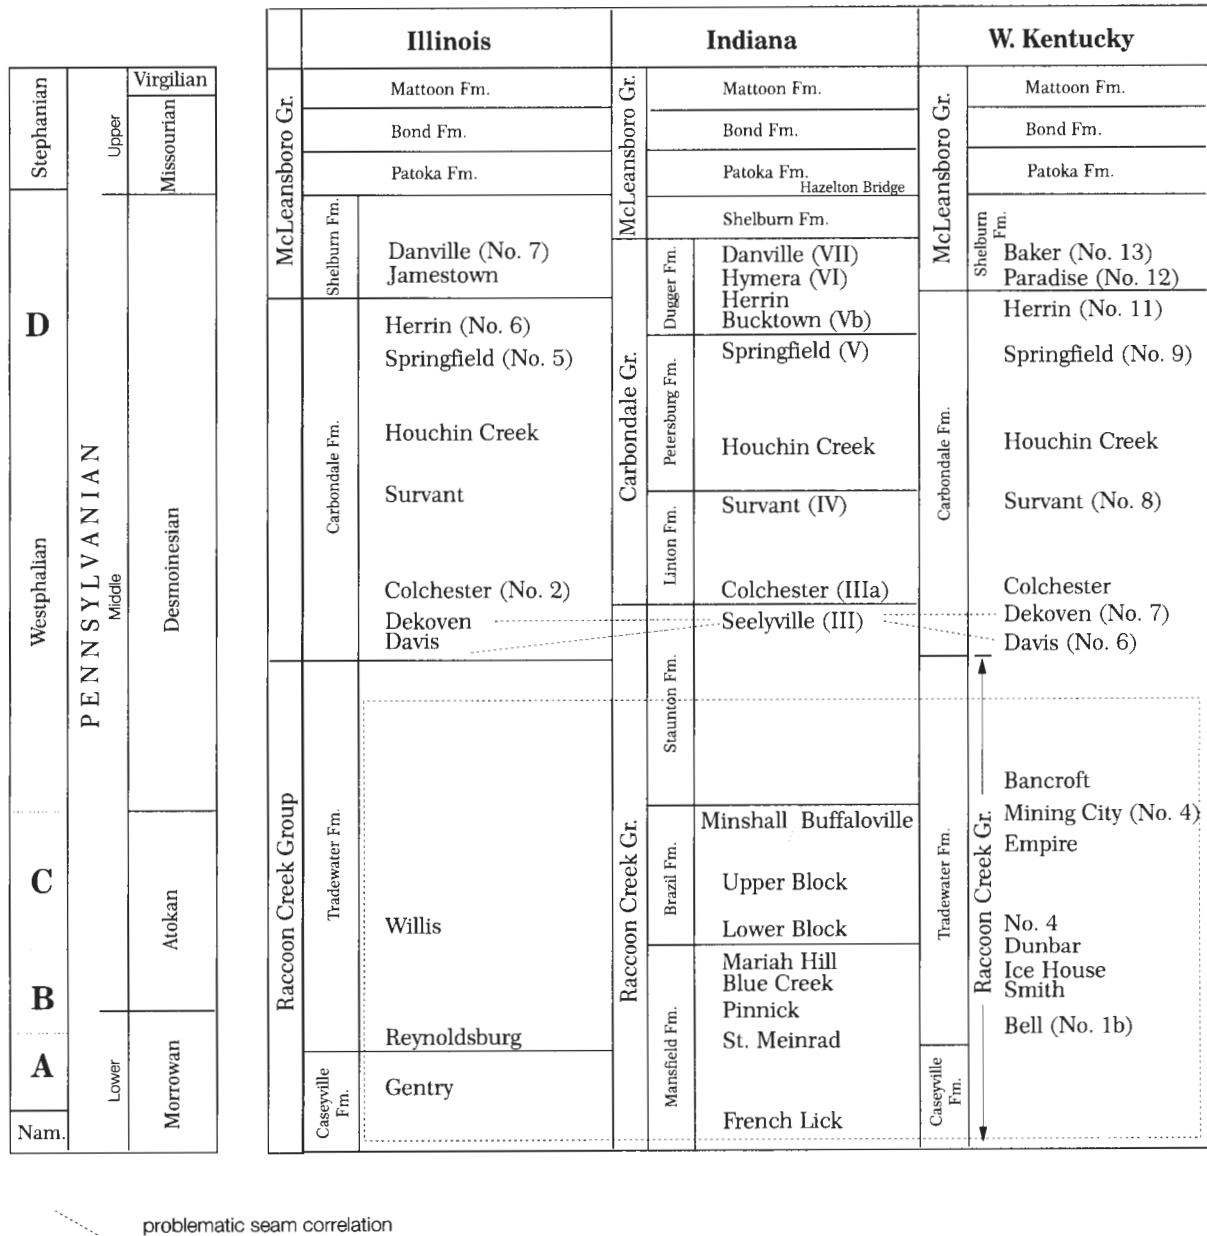 Illinois
Indiana
W. Kentucky
Stephanian
Westphalian
D
C
B
A
Nam.
PENNSYLVANIAN
Upper
Middle
Lower
Virgilian
Missourian
Desmoinesian
Atokan
Morrowan
McLeansboro Gr.
Raccoon Creek Group
Mattoon Fm.
Bond Fm.
Patoka Fm.
Shelburn Fm.
Danville (No. 7)
Jamestown
Carbondale Fm.
Herrin (No. 6)
Springfield (No. 5)
Houchin Creek
Survant
Colchester (No. 2)
Dekoven
Davis
Tradewater Fm.
Willis
Reynoldsburg
Caseyville
Fm.
Gentry
McLeansboro Gr.
Carbondale Gr.
Raccoon Creek Gr.
Mattoon Fm.
Bond Fm.
Patoka Fm.
Hazelton Bridge
Shelburn Fm.
Dugger Fm.
Danville (VII)
Hymera (VI)
Herrin
Bucktown (Vb)
Petersburg Fm.
Springfield (V)
Houchin Creek
Linton Fm.
Survant (IV)
Colchester (IIIa)
Staunton Fm.
Seelyville (III)
Brazil Fm.
Minshall Buffaloville
Upper Block
Lower Block
Mansfield Fm.
Mariah Hill
Blue Creek
Pinnick
St. Meinrad
French Lick
McLeansboro Gr.
Mattoon Fm.
Bond Fm.
Patoka Fm.
Shelburn
Fm.
Baker (No. 13)
Paradise (No. 12)
Carbondale Fm.
Herrin (No. 11)
Springfield (No. 9)
Houchin Creek
Survant (No. 8)
Colchester
Dekoven (No. 7)
Davis (No. 6)
Tradewater Fm.
Raccoon Creek Gr.
Bancroft
Mining City (No. 4)
Empire
No. 4
Dunbar
Ice House
Smith
Bell (No. 1b)
Caseyville
Fm.
problematic seam correlation